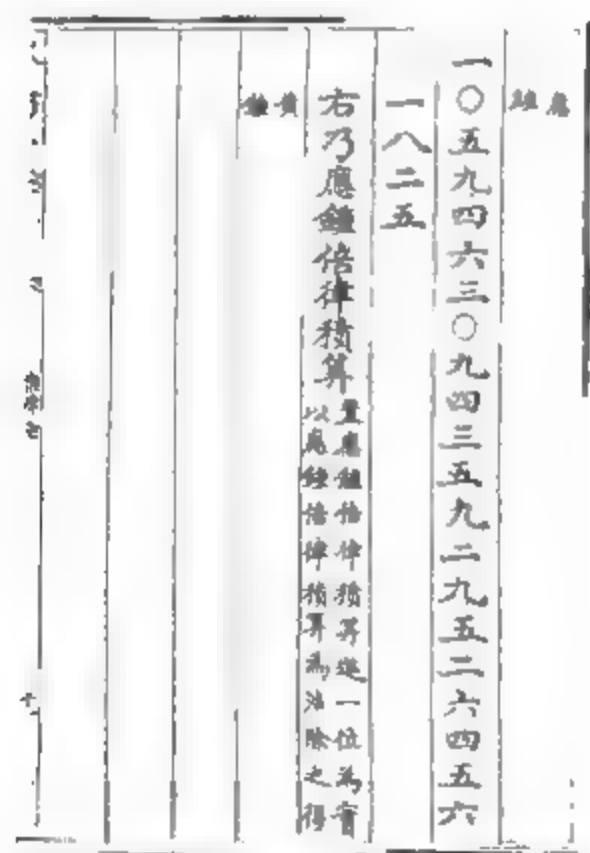 應鐘
一〇五九四六三〇九四三五九二九五二六四五六
一八二五
右乃應鐘倍律積算
置應鐘倍律積算進一位為實
以應鐘倍律積算為法除之得
黃鐘